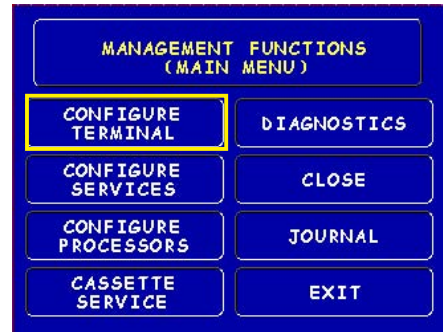 MANAGEMENT FUNCTIONS
(MAIN MENU)
CONFIGURE
TERMINAL
DIAGNOSTICS
CONFIGURE
SERVICES
CLOSE
CONFIGURE
PROCESSORS
JOURNAL
CASSETTE
SERVICE
EXIT